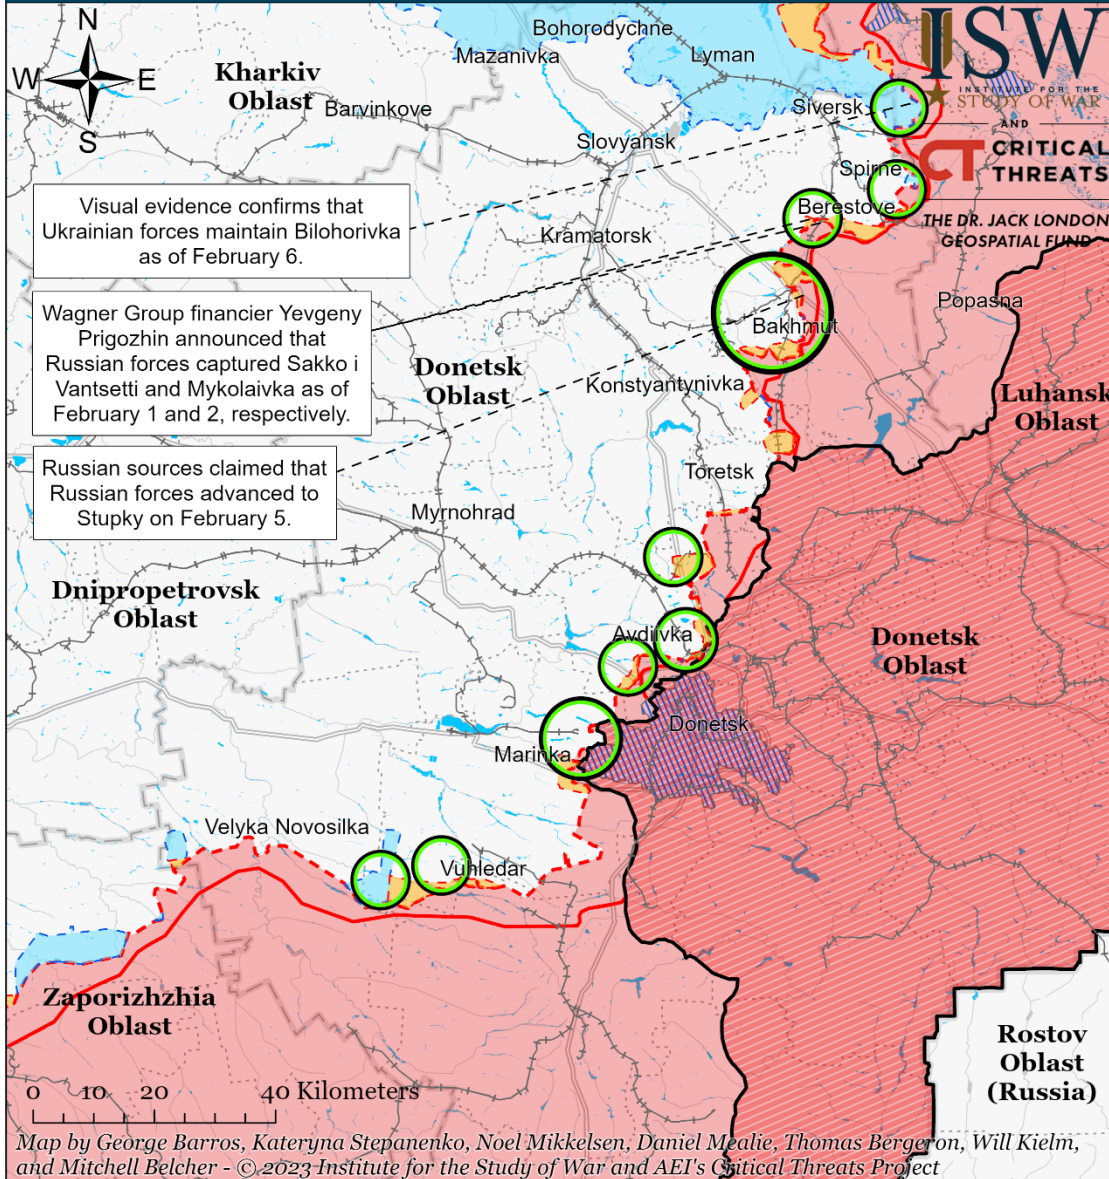 N
W E
S
ISW
INSTITUTE FOR THE
STUDY OF WAR
AND
CT CRITICAL
THREATS
THE DR. JACK LONDON
GEOSPATIAL FUND
Kharkiv
Oblast
Bohorodychne
Mazanivka
Lyman
Barvinkove
Siversk
Slovyansk
Spirne
Visual evidence confirms that
Ukrainian forces maintain Bilohorivka
as of February 6.
Berestove
Kramatorsk
Wagner Group financier Yevgeny
Prigozhin announced that
Russian forces captured Sakko i
Vantsetti and Mykolaivka as of
February 1 and 2, respectively.
Popasna
Bakhmut
Donetsk
Oblast
Konstyantynivka
Luhansk
Oblast
Russian sources claimed that
Russian forces advanced to
Stupky on February 5.
Toretsk
Myrnohrad
Dnipropetrovsk
Oblast
Avdiivka
Donetsk
Oblast
Donetsk
Marinka
Velyka Novosilka
Vuhledar
Zaporizhzhia
Oblast
Rostov
Oblast
(Russia)
0 10 20 40 Kilometers
Map by George Barros, Kateryna Stepanenko, Noel Mikkelsen, Daniel Mealie, Thomas Bergeron, Will Kielm,
and Mitchell Belcher - © 2023 Institute for the Study of War and AEI's Critical Threats Project